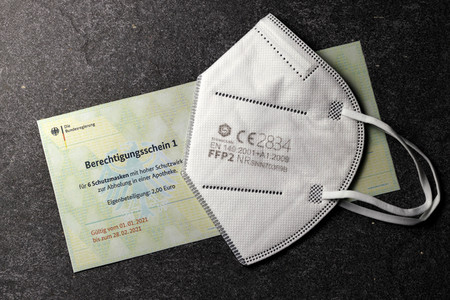 Die
Bundesregierung
Berechtigungsschein 1
für 6 Schutzmasken mit hoher Schutzwirk
zur Abholung in einer Apotheke.
Eigenbeteiligung: 2,00 Euro
Gültig vom 01.01.2021
bis zum 28.02.2021
CE2834
EN 149:2001+A1:2009
FFP2 NR